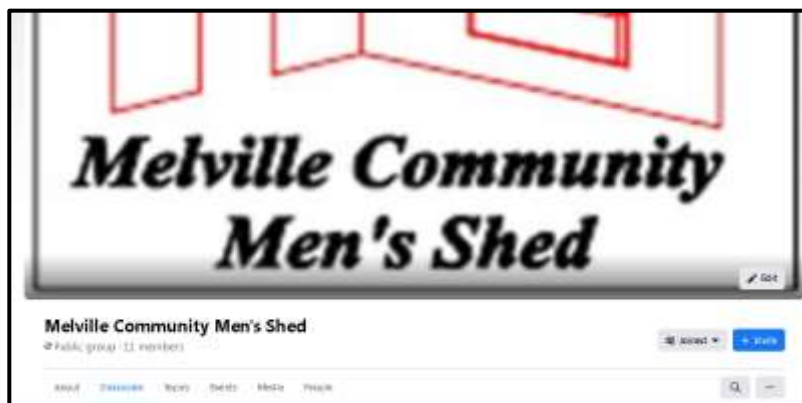 Melville Community
Men's Shed
Edit
Melville Community Men's Shed
Public group · 11 members
Joined
+ Invite
About Discussion Topics Events Media People